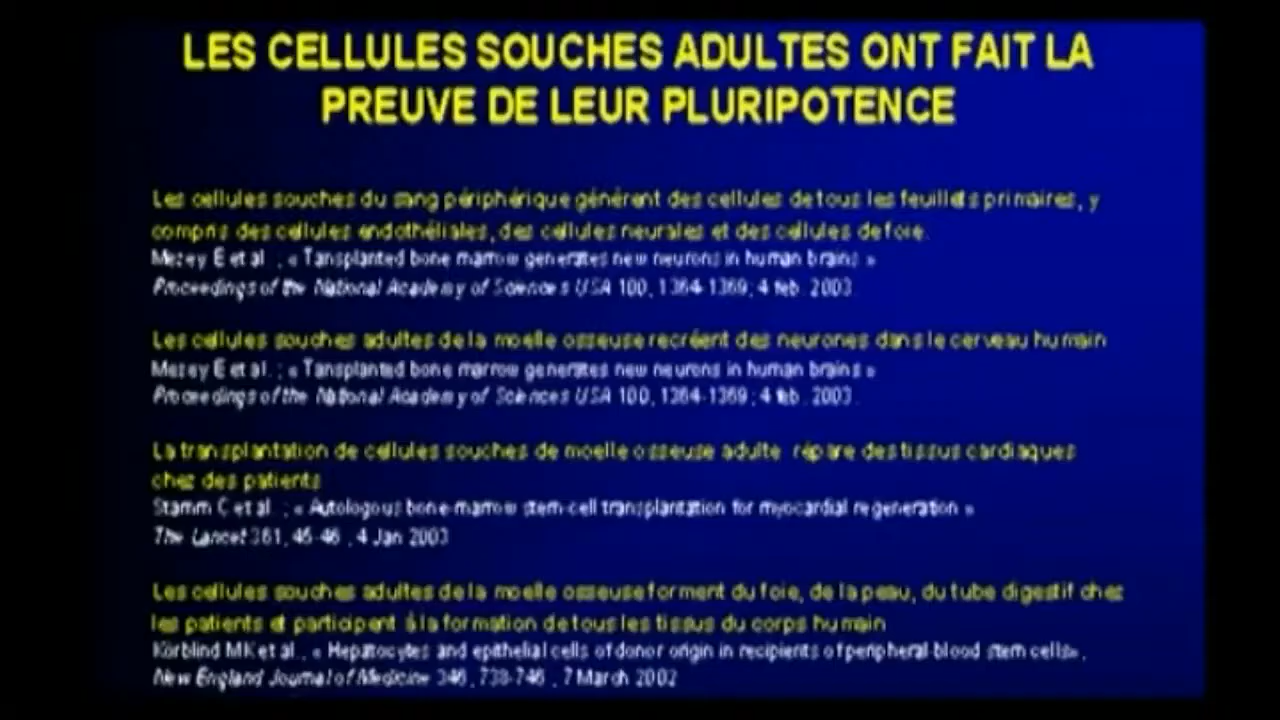 LES CELLULES SOUCHES ADULTES ONT FAIT LA
PREUVE DE LEUR PLURIPOTENCE
Les cellules souches du sang périphérique génèrent des cellules de tous les feuillets primaires, y
compris des cellules endothéliales, des cellules neurales et des cellules de foie.
Mezey E et al. ; « Tansplanted bone marrow generates new neurons in human brains »
Proceedings of the National Academy of Sciences USA 100, 1364-1369; 4 feb. 2003.
Les cellules souches adultes de la moelle osseuse recréent des neurones dans le cerveau humain
Mezey E et al. ; « Tansplanted bone marrow generates new neurons in human brains »
Proceedings of the National Academy of Sciences USA 100, 1364-1369 ; 4 feb. 2003.
La transplantation de cellules souches de moelle osseuse adulte répare des tissus cardiaques
chez des patients
Stamm C et al. ; « Autologous bone-marrow stem-cell transplantation for myocardial regeneration »
The Lancet 361, 45-46 , 4 Jan 2003
Les cellules souches adultes de la moelle osseuse forment du foie, de la peau, du tube digestif chez
les patients et participent à la formation de tous les tissus du corps humain
Körblind MK et al., « Hepatocytes and epithelial cells of donor origin in recipients of peripheral-blood stem cells»,
New England Journal of Medicine 346, 738-746 , 7 March 2002